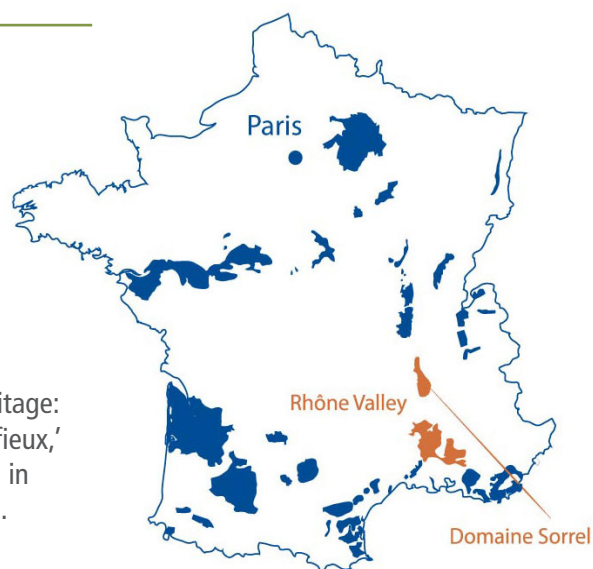 Paris
itage:
Rhône Valley
fieux,’
in
.
Domaine Sorrel